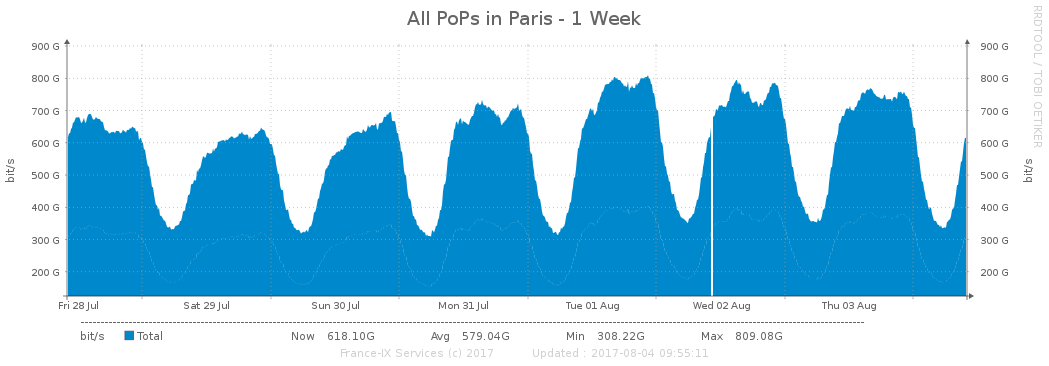 All PoPs in Paris - 1 Week
RRDTOOL / TOBI OETIKER
900 G 900 G
800 G 800 G
700 G 700 G
600 G 600 G
500 G 500 G
400 G 400 G
300 G 300 G
200 G 200 G
bit/s bit/s
Fri 28 Jul Sat 29 Jul Sun 30 Jul Mon 31 Jul Tue 01 Aug Wed 02 Aug Thu 03 Aug
bit/s Total Now 618.10G Avg 579.04G Min 308.22G Max 809.08G
France-IX Services (c) 2017 Updated : 2017-08-04 09:55:11